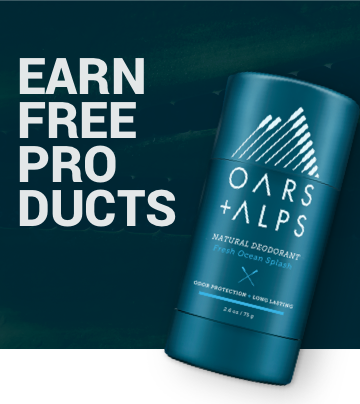 EARN
FREE
PRO
DUCTS
OARS
+ALPS
NATURAL DEODORANT
Fresh Ocean Splash
ODOR PROTECTION + LONG LASTING
2.6 oz / 75 g